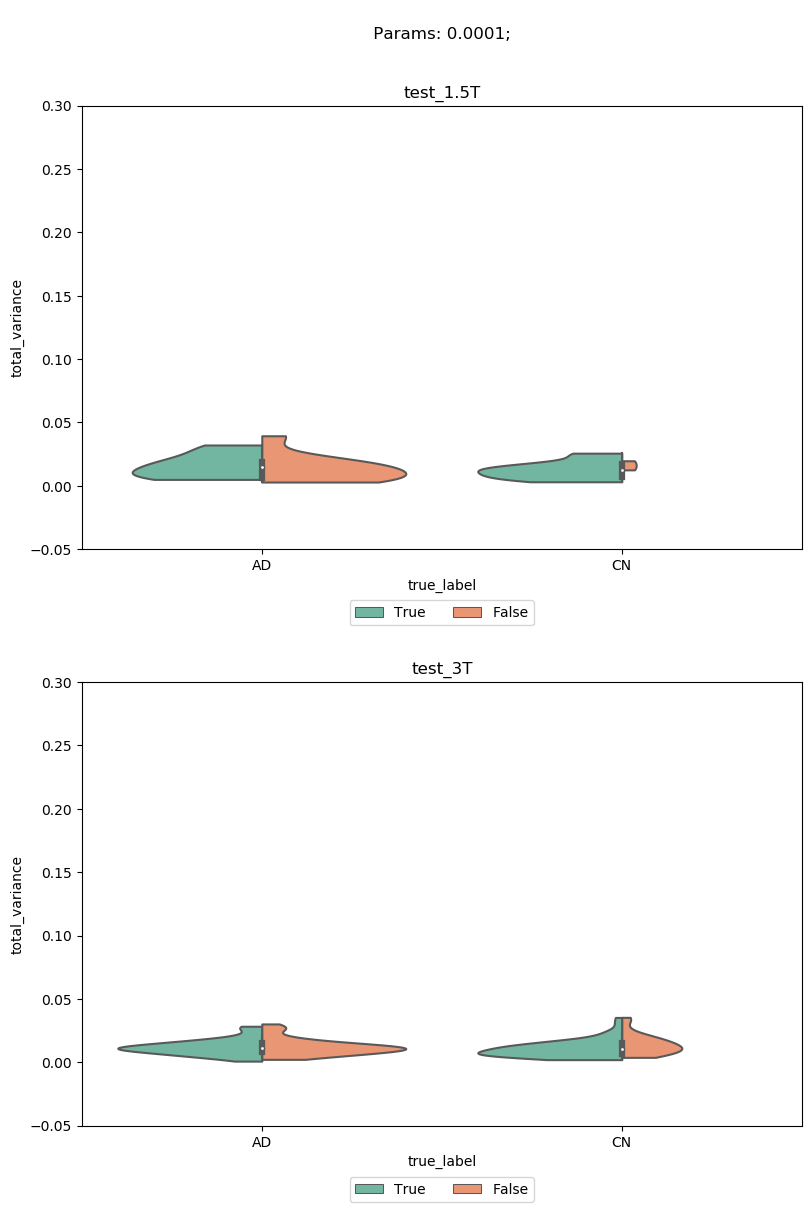 Params: 0.0001;
test_1.5T
0.30
0.25
0.20
0.15
0.10
0.05
0.00
−0.05
total_variance
AD CN
true_label
True False
test_3T
0.30
0.25
0.20
0.15
0.10
0.05
0.00
−0.05
total_variance
AD CN
true_label
True False